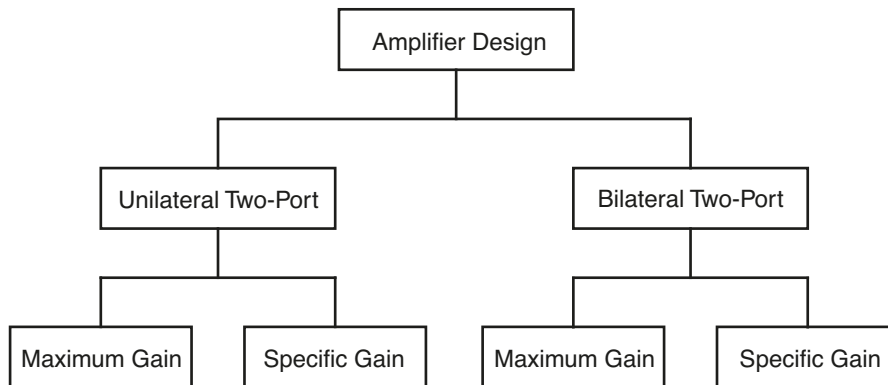 Amplifier Design
Unilateral Two-Port
Bilateral Two-Port
Maximum Gain
Specific Gain
Maximum Gain
Specific Gain